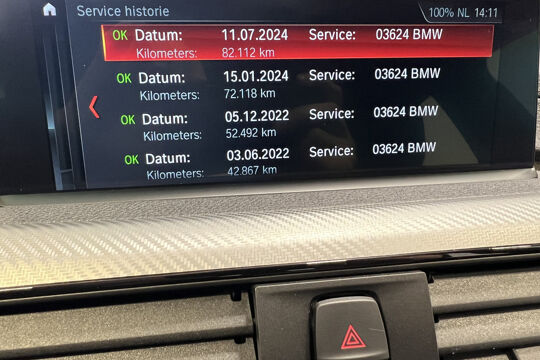 Service historie
100% NL 14:11
OK Datum: 11.07.2024 Service: 03624 BMW
Kilometers: 82.112 km
OK Datum: 15.01.2024 Service: 03624 BMW
Kilometers: 72.118 km
OK Datum: 05.12.2022 Service: 03624 BMW
Kilometers: 52.492 km
OK Datum: 03.06.2022 Service: 03624 BMW
Kilometers: 42.867 km